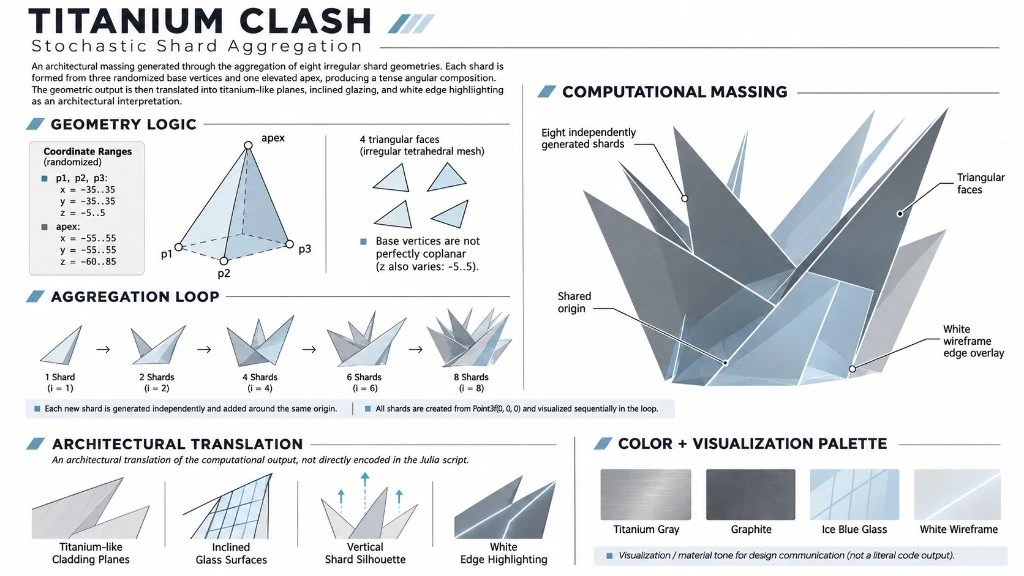 TITANIUM CLASH
Stochastic Shard Aggregation
An architectural massing generated through the aggregation of eight irregular shard geometries. Each shard is
formed from three randomized base vertices and one elevated apex, producing a tense angular composition.
The geometric output is then translated into titanium-like planes, inclined glazing, and white edge highliighting
as an architectural interpretation.
GEOMETRY LOGIC
Coordinate Ranges
(randomized)
p1, p2, p3:
x = -35..35
y = -35..35
z = -5..5
apex:
x = -55..55
y = -55..55
z = -60..85
apex
p1
p2
p3
4 triangular faces
(irregular tetrahedral mesh)
Base vertices are not
perfectly coplanar
(z also varies: -5..5).
AGGREGATION LOOP
1 Shard
(i = 1)
2 Shards
(i = 2)
4 Shards
(i = 4)
6 Shards
(i = 6)
8 Shards
(i = 8)
Each new shard is generated independently and added around the same origin.
All shards are created from Point3f(0, 0, 0) and visualized sequentially in the loop.
COMPUTATIONAL MASSING
Eight independently
generated shards
Triangular
faces
Shared
origin
White
wireframe
edge overlay
ARCHITECTURAL TRANSLATION
An architectural translation of the computational output, not directly encoded in the Julia script.
Titanium-like
Cladding Planes
Inclined
Glass Surfaces
Vertical
Shard Silhouette
White
Edge Highlighting
COLOR + VISUALIZATION PALETTE
Titanium Gray
Graphite
Ice Blue Glass
White Wireframe
Visualization / material tone for design communication (not a literal code output).